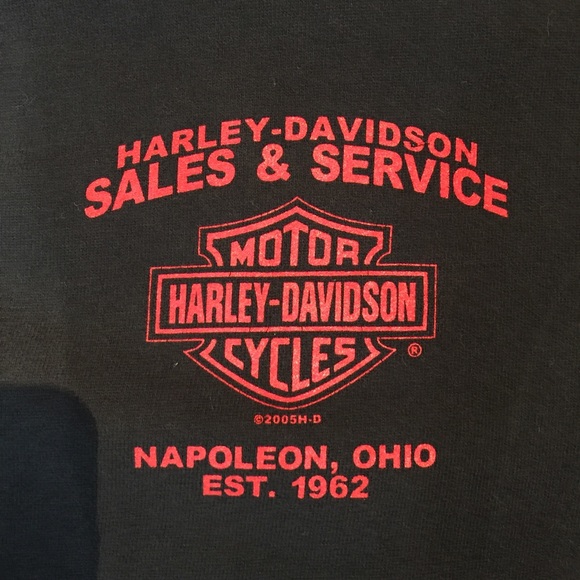 HARLEY-DAVIDSON
SALES & SERVICE
MOTOR
HARLEY-DAVIDSON
CYCLES
®
©2005H-D
NAPOLEON, OHIO
EST. 1962